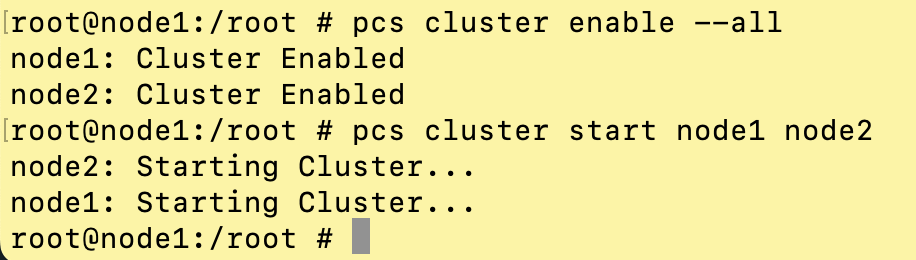 [root@node1:/root # pcs cluster enable --all
node1: Cluster Enabled
node2: Cluster Enabled
[root@node1:/root # pcs cluster start node1 node2
node2: Starting Cluster...
node1: Starting Cluster...
root@node1:/root #